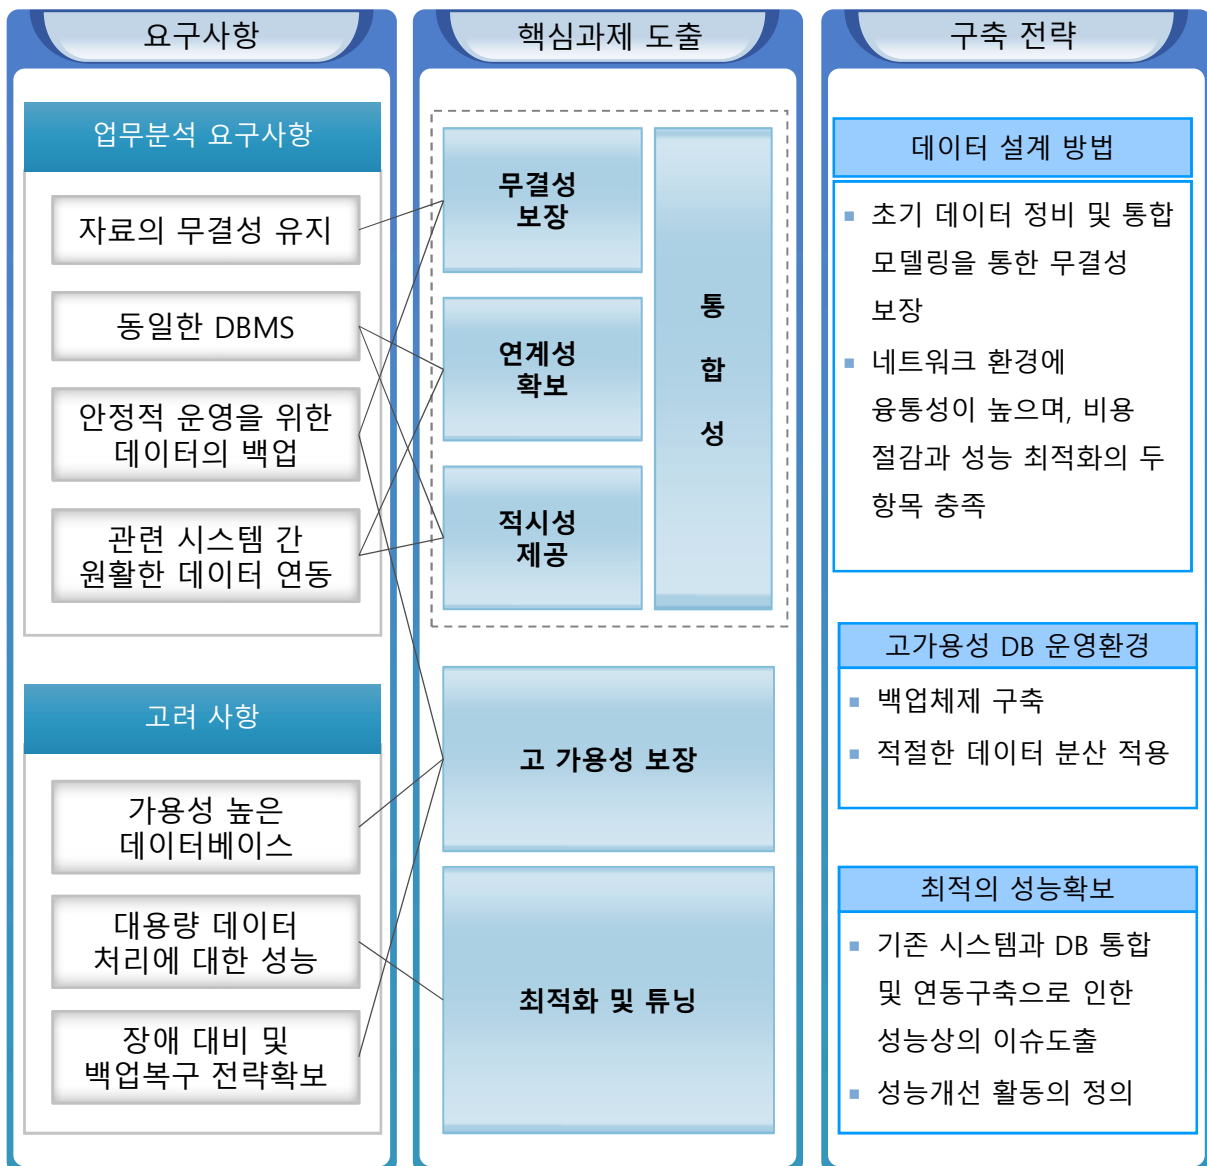 요구사항
업무분석 요구사항
자료의 무결성 유지
동일한 DBMS
안정적 운영을 위한
데이터의 백업
관련 시스템 간
원활한 데이터 연동
고려 사항
가용성 높은
데이터베이스
대용량 데이터
처리에 대한 성능
장애 대비 및
백업복구 전략확보
핵심과제 도출
무결성
보장
연계성
확보
적시성
제공
통
합
성
고 가용성 보장
최적화 및 튜닝
구축 전략
데이터 설계 방법
▪ 초기 데이터 정비 및 통합
모델링을 통한 무결성
보장
▪ 네트워크 환경에
융통성이 높으며, 비용
절감과 성능 최적화의 두
항목 충족
고가용성 DB 운영환경
▪ 백업체제 구축
▪ 적절한 데이터 분산 적용
최적의 성능확보
▪ 기존 시스템과 DB 통합
및 연동구축으로 인한
성능상의 이슈도출
▪ 성능개선 활동의 정의